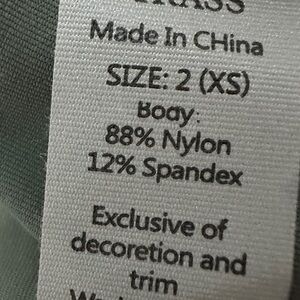 Made In CHina
SIZE: 2 (XS)
Body:
88% Nylon
12% Spandex
Exclusive of
decoretion and
trim